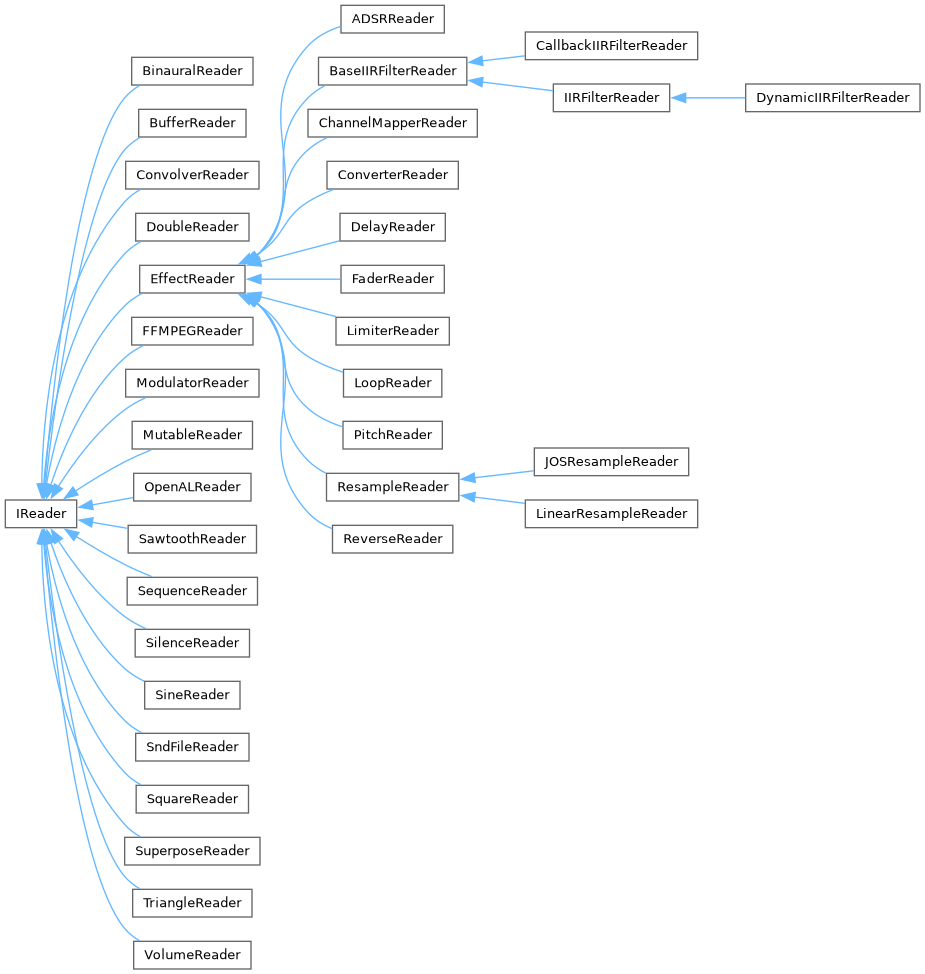 ADSRReader
CallbackIIRFilterReader
BinauralReader
BaseIIRFilterReader
IIRFilterReader
DynamicIIRFilterReader
BufferReader
ChannelMapperReader
ConvolverReader
ConverterReader
DoubleReader
DelayReader
EffectReader
FaderReader
FFMPEGReader
LimiterReader
ModulatorReader
LoopReader
MutableReader
PitchReader
JOSResampleReader
OpenALReader
ResampleReader
IReader
LinearResampleReader
SawtoothReader
ReverseReader
SequenceReader
SilenceReader
SineReader
SndFileReader
SquareReader
SuperposeReader
TriangleReader
VolumeReader